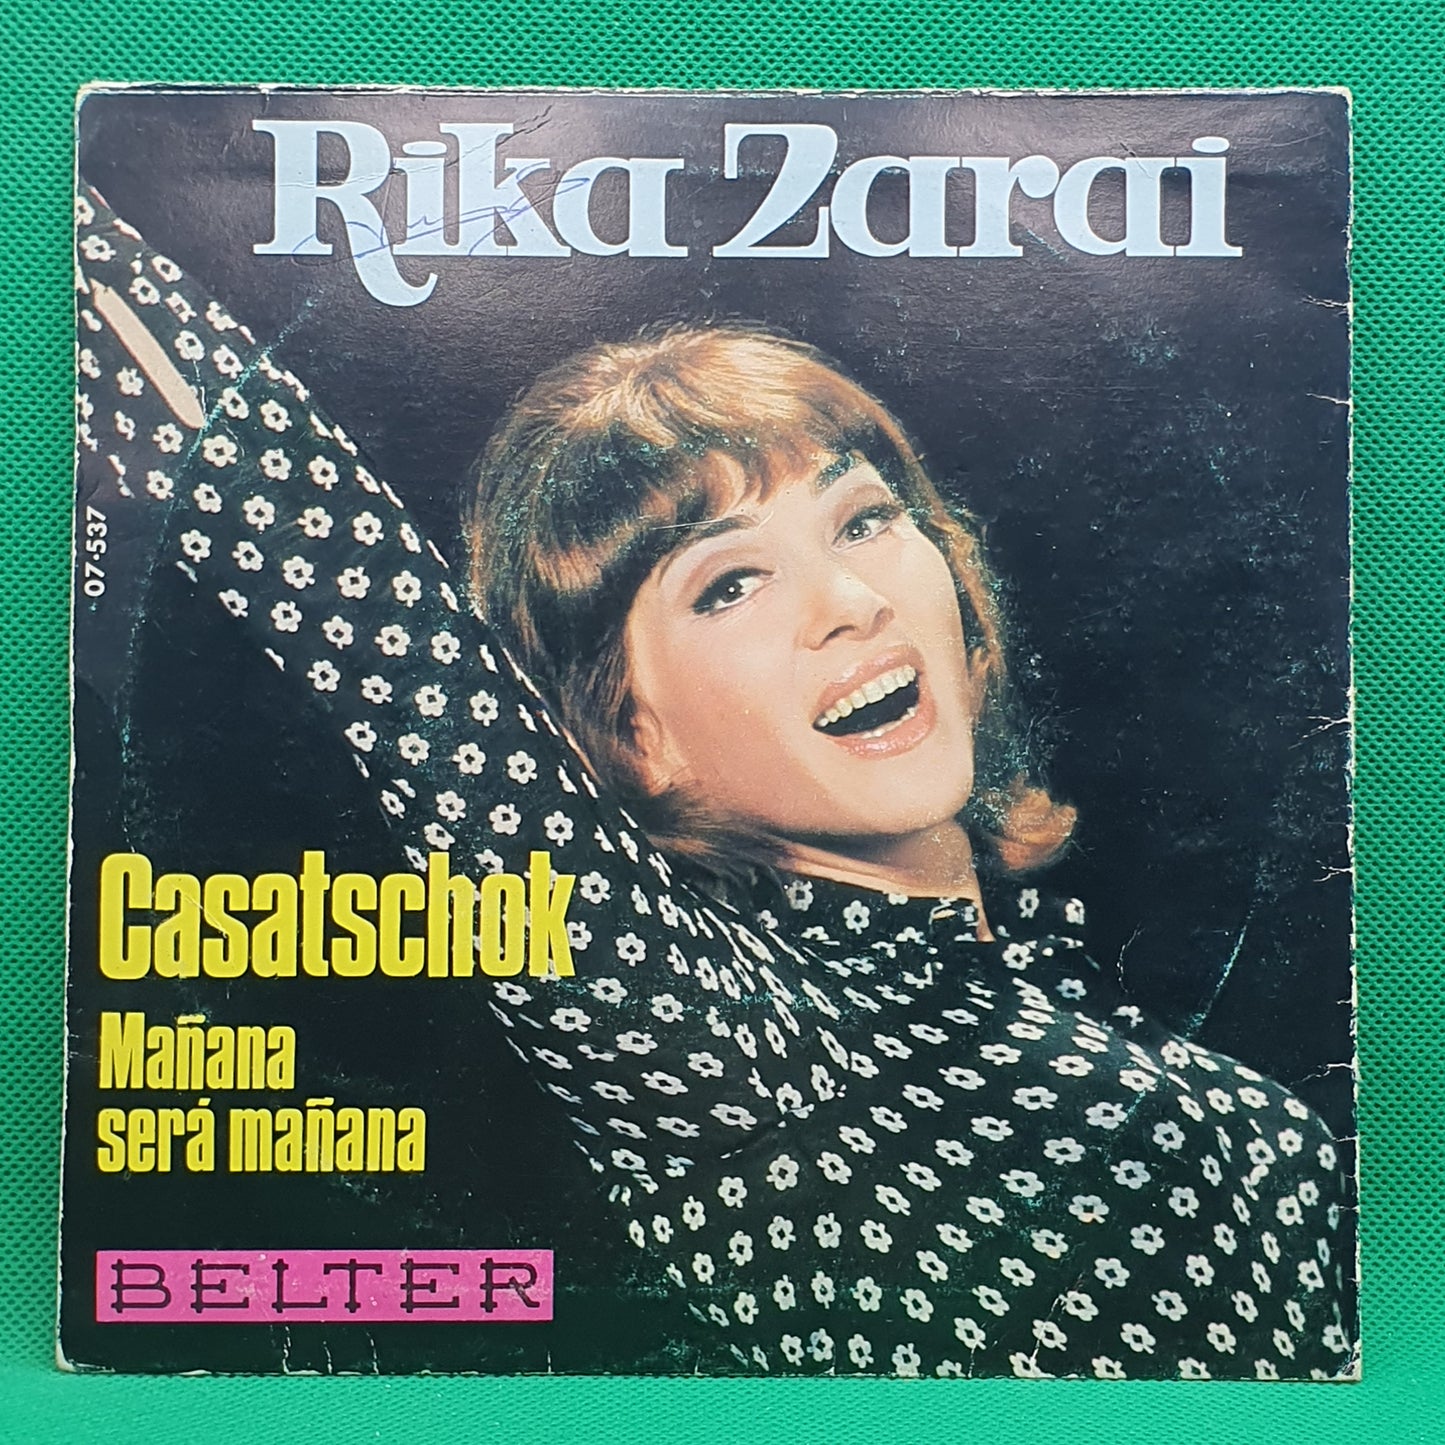 Rika Zarai
07·537
Casatschok
Mañana
será mañana
BELTER